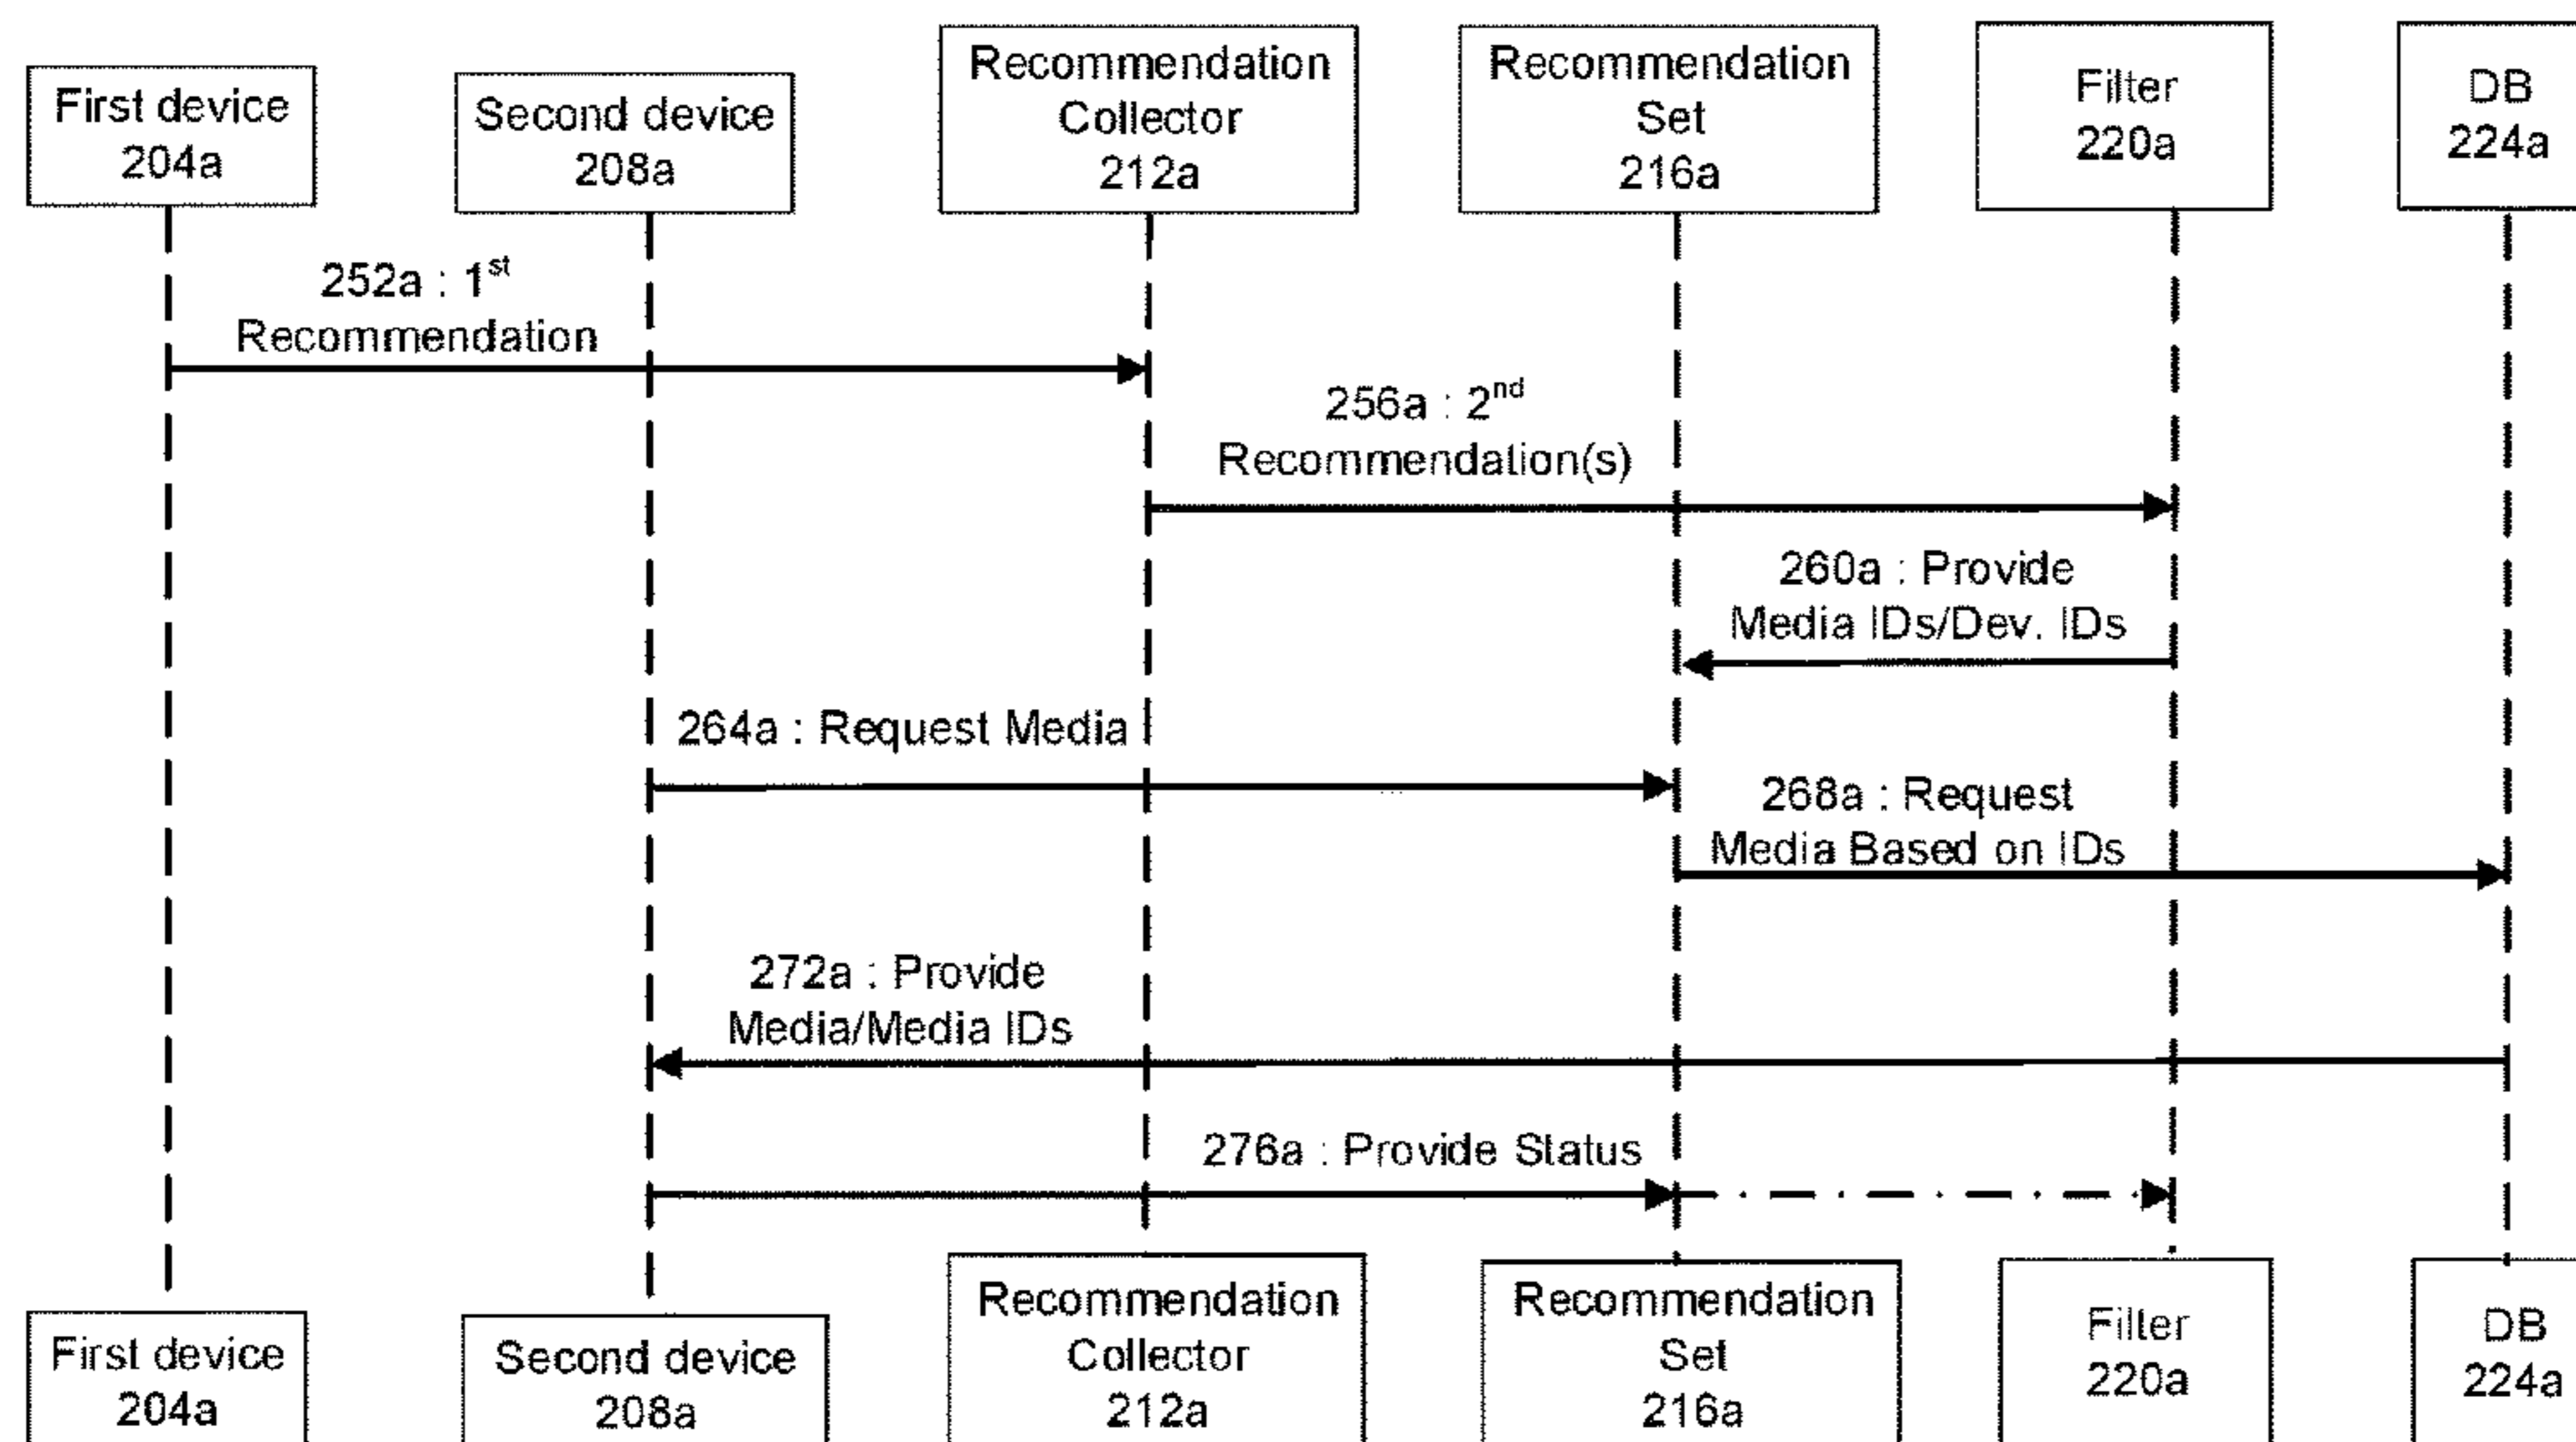 First device
204a
Second device
208a
Recommendation
Collector
212a
Recommendation
Set
216a
Filter
220a
DB
224a
252a : 1st
Recommendation
256a : 2nd
Recommendation(s)
260a : Provide
Media IDs/Dev. IDs
264a : Request Media
268a : Request
Media Based on IDs
272a : Provide
Media/Media IDs
276a : Provide Status
First device
204a
Second device
208a
Recommendation
Collector
212a
Recommendation
Set
216a
Filter
220a
DB
224a